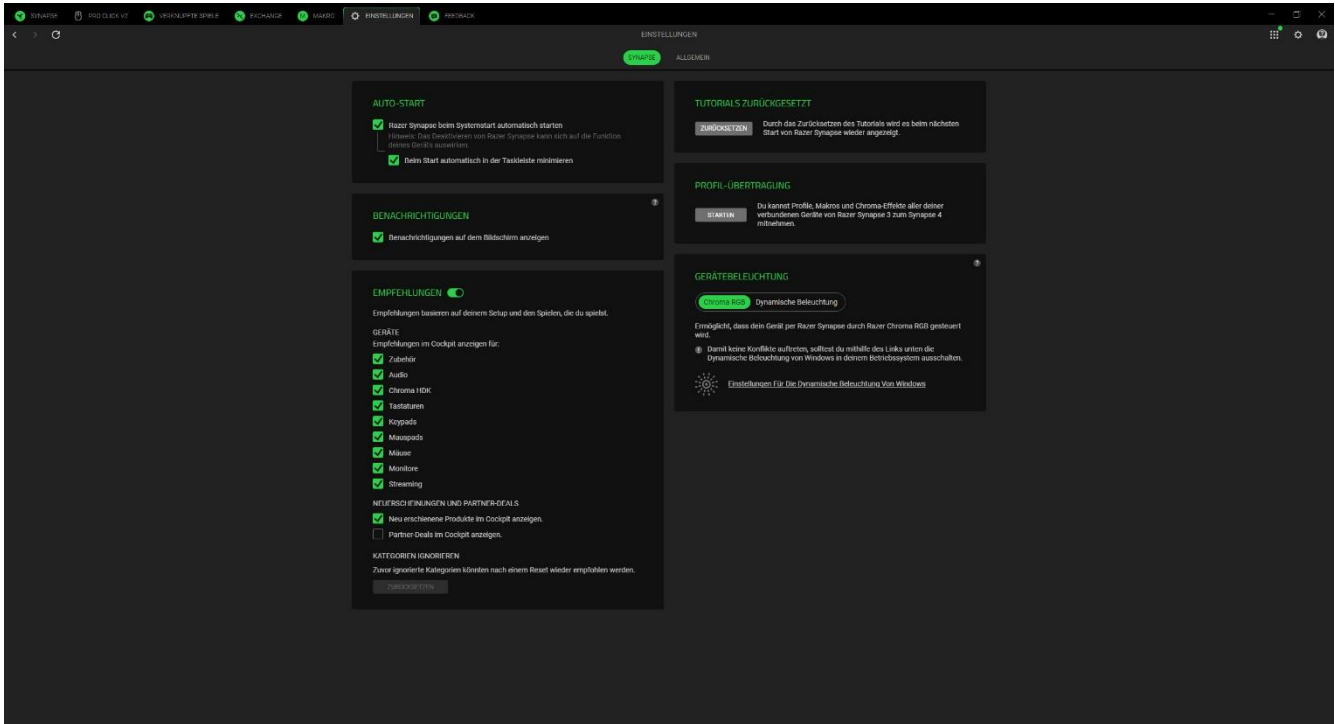 SYNAPSE
PRO CLICK V2
VERKNÜPFTE SPIELE
EXCHANGE
MAKRO
EINSTELLUNGEN
FEEDBACK
EINSTELLUNGEN
SYNAPSE
ALLGEMEIN
AUTO-START
Razer Synapse beim Systemstart automatisch starten
Hinweis: Das Deaktivieren von Razer Synapse kann sich auf die Funktion
deines Geräts auswirken.
Beim Start automatisch in der Taskleiste minimieren
BENACHRICHTIGUNGEN
Benachrichtigungen auf dem Bildschirm anzeigen
EMPFEHLUNGEN
Empfehlungen basieren auf deinem Setup und den Spielen, die du spielst.
GERÄTE
Empfehlungen im Cockpit anzeigen für:
Zubehör
Audio
Chroma HDK
Tastaturen
Keypads
Mauspads
Mäuse
Monitore
Streaming
NEUERSCHEINUNGEN UND PARTNER-DEALS
Neu erschienene Produkte im Cockpit anzeigen.
Partner-Deals im Cockpit anzeigen.
KATEGORIEN IGNORIEREN
Zuvor ignorierte Kategorien könnten nach einem Reset wieder empfohlen werden.
ZURÜCKSETZEN
TUTORIALS ZURÜCKGESETZT
ZURÜCKSETZEN
Durch das Zurücksetzen des Tutorials wird es beim nächsten
Start von Razer Synapse wieder angezeigt.
PROFIL-ÜBERTRAGUNG
STARTEN
Du kannst Profile, Makros und Chroma-Effekte aller deiner
verbundenen Geräte von Razer Synapse 3 zum Synapse 4
mitnehmen.
GERÄTEBELEUCHTUNG
Chroma RGB
Dynamische Beleuchtung
Ermöglicht, dass dein Gerät per Razer Synapse durch Razer Chroma RGB gesteuert
wird.
Damit keine Konflikte auftreten, solltest du mithilfe des Links unten die
Dynamische Beleuchtung von Windows in deinem Betriebssystem ausschalten.
Einstellungen Für Die Dynamische Beleuchtung Von Windows